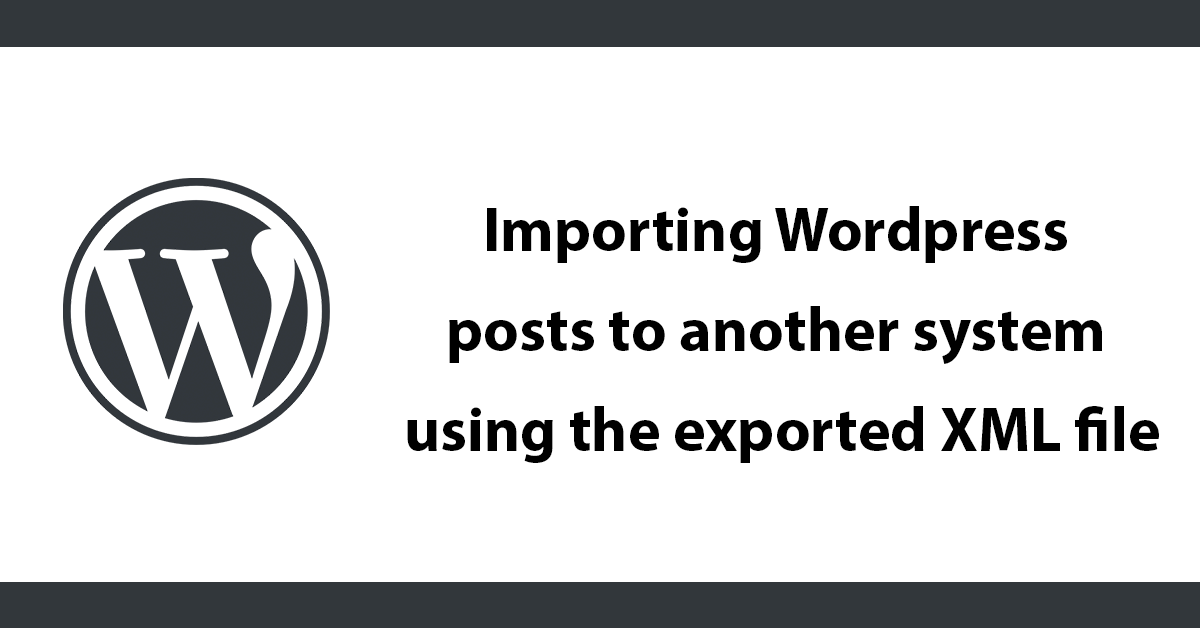 Importing Wordpress
posts to another system
using the exported XML file